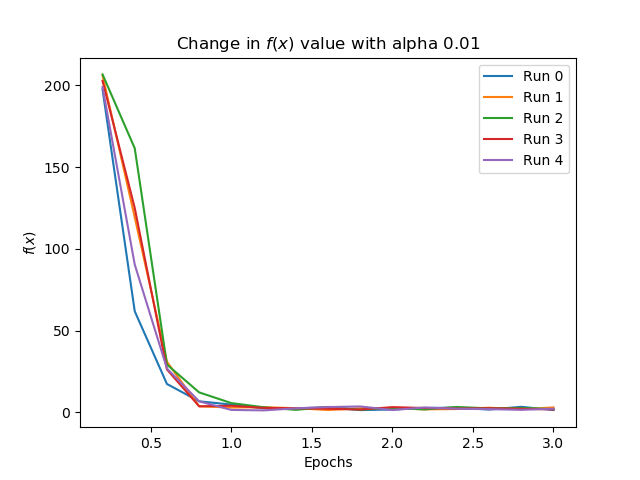 Change in f(x) value with alpha 0.01
Run 0
Run 1
Run 2
Run 3
Run 4
200
150
100
50
0
f(x)
0.5 1.0 1.5 2.0 2.5 3.0
Epochs